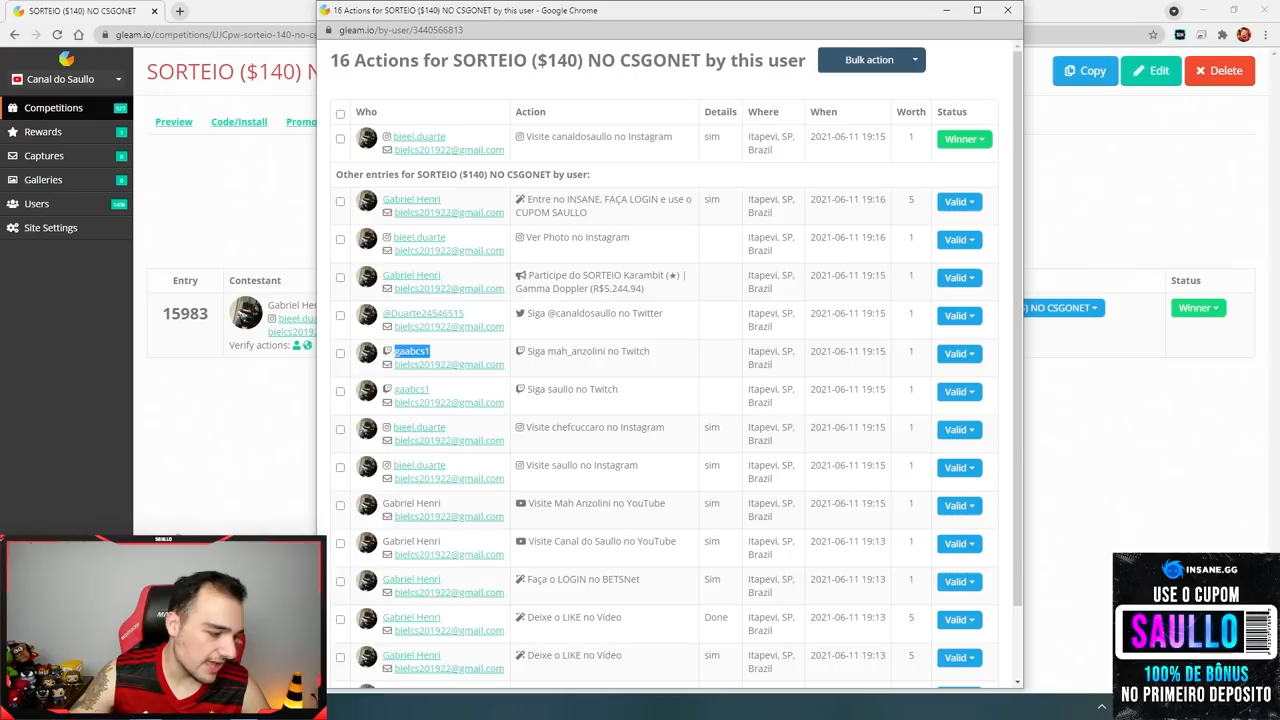 SORTEIO ($140) NO CSGONET
16 Actions for SORTEIO ($140) NO CSGONET by this user - Google Chrome
gleam.io/competitions/UJCpw-sorteio-140-no-cs
gleam.io/by-user/3440566813
Canal do Saullo
Competitions 577
Rewards 1
Captures 0
Galleries 0
Users
Site Settings
SORTEIO ($140) N
Copy
Edit
Delete
Preview
Code/Install
Promo
Entry
Contestant
Status
15983
Gabriel Hen
bieel.dua
bielcs20192
Verify actions:
) NO CSGONET
Winner
16 Actions for SORTEIO ($140) NO CSGONET by this user
Bulk action
Who Action Details Where When Worth Status
bieel.duarte Visite canaldosaullo no Instagram sim Itapevi, SP, 2021-06-11 19:15 1 Winner
bielcs201922@gmail.com Brazil
Other entries for SORTEIO ($140) NO CSGONET by user:
Gabriel Henri Entre no INSANE, FAÇA LOGIN e use o sim Itapevi, SP, 2021-06-11 19:16 5 Valid
bielcs201922@gmail.com CUPOM SAULLO Brazil
bieel.duarte Ver Photo no Instagram Itapevi, SP, 2021-06-11 19:16 1 Valid
bielcs201922@gmail.com Brazil
Gabriel Henri Participe do SORTEIO Karambit (★) | Itapevi, SP, 2021-06-11 19:15 1 Valid
bielcs201922@gmail.com Gamma Doppler (R$5.244,94) Brazil
@Duarte24546515 Siga @canaldosaullo no Twitter Itapevi, SP, 2021-06-11 19:15 1 Valid
bielcs201922@gmail.com Brazil
gaabcs1 Siga mah_anzolini no Twitch Itapevi, SP, 2021-06-11 19:15 1 Valid
bielcs201922@gmail.com Brazil
gaabcs1 Siga saullo no Twitch Itapevi, SP, 2021-06-11 19:15 1 Valid
bielcs201922@gmail.com Brazil
bieel.duarte Visite chefcuccaro no Instagram sim Itapevi, SP, 2021-06-11 19:15 1 Valid
bielcs201922@gmail.com Brazil
bieel.duarte Visite saullo no Instagram sim Itapevi, SP, 2021-06-11 19:15 1 Valid
bielcs201922@gmail.com Brazil
Gabriel Henri Visite Mah Anzolini no YouTube sim Itapevi, SP, 2021-06-11 19:15 1 Valid
bielcs201922@gmail.com Brazil
Gabriel Henri Visite Canal do Saullo no YouTube sim Itapevi, SP, 2021-06-11 19:13 1 Valid
bielcs201922@gmail.com Brazil
Gabriel Henri Faça o LOGIN no BETSNet Sim Itapevi, SP, 2021-06-11 19:13 1 Valid
bielcs201922@gmail.com Brazil
Gabriel Henri Deixe o LIKE no Vídeo Done Itapevi, SP, 2021-06-11 19:13 5 Valid
bielcs201922@gmail.com Brazil
Gabriel Henri Deixe o LIKE no Vídeo Itapevi, SP, 2021-06-11 19:13 5 Valid
bielcs201922@gmail.com Brazil
SAULLO
INSANE.GG
USE O CUPOM
SAULLO
100% DE BÔNUS
NO PRIMEIRO DEPOSITO